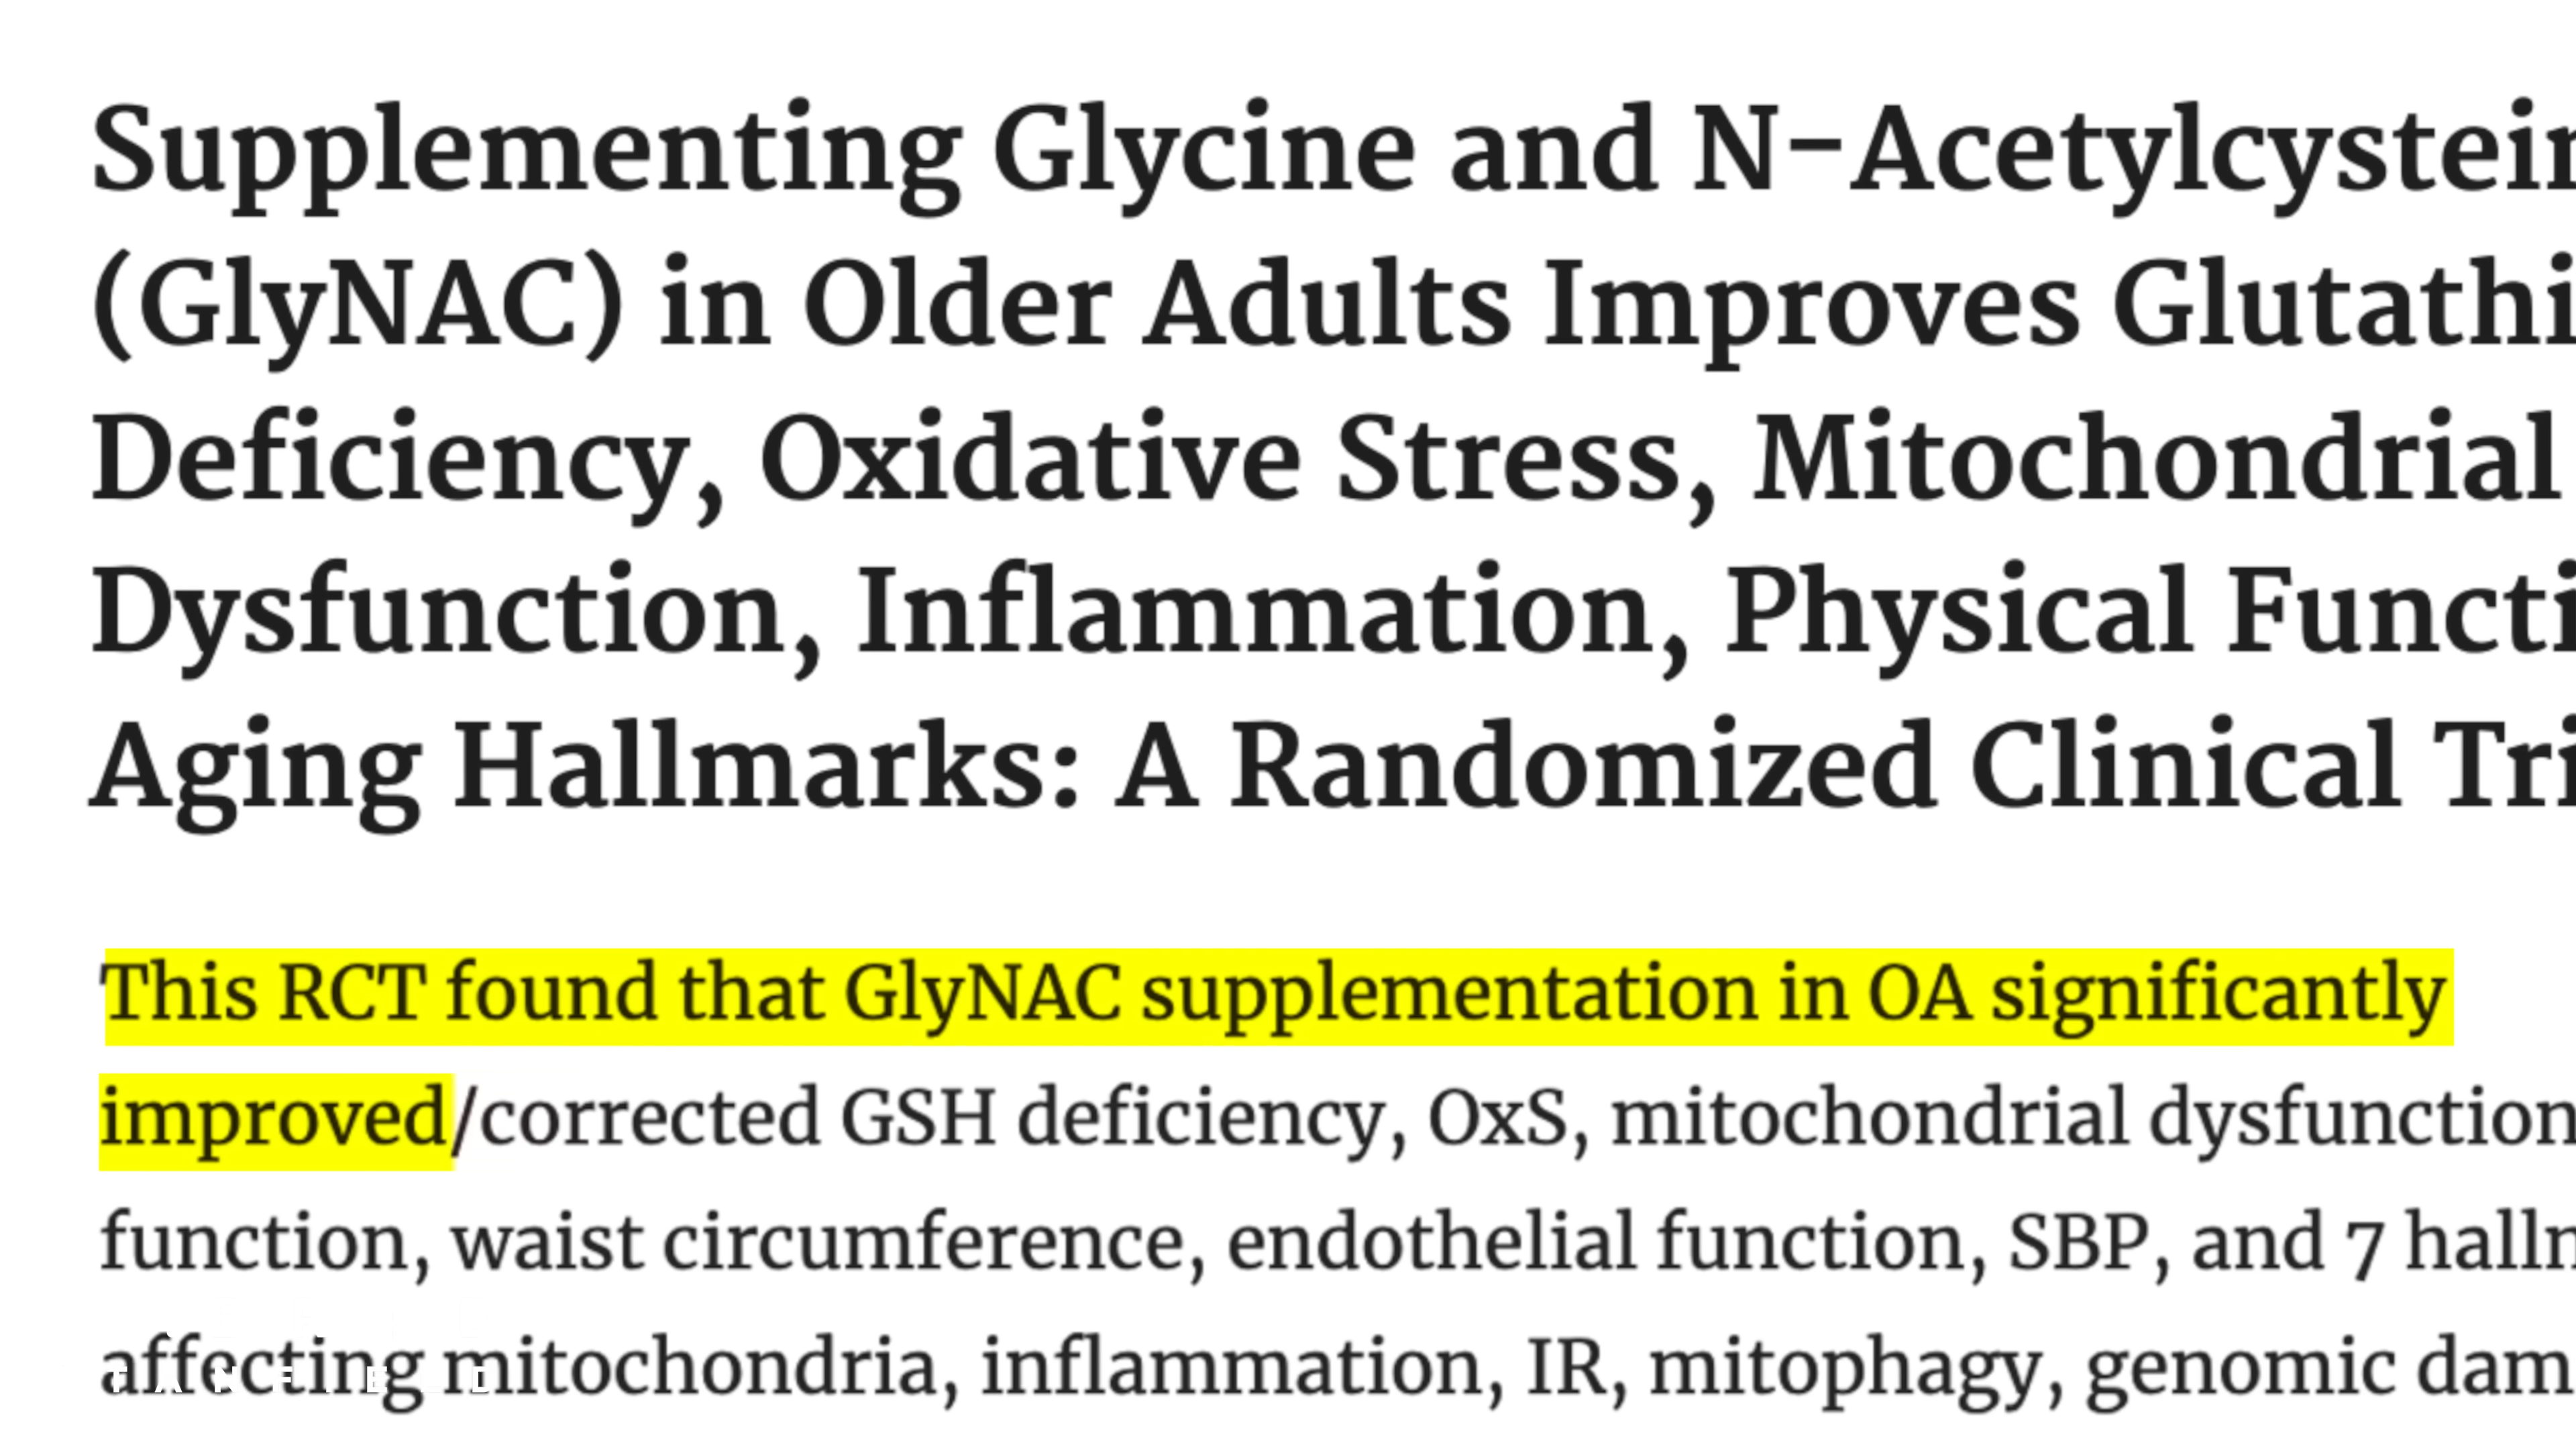 Supplementing Glycine and N-Acetylcystein
(GlyNAC) in Older Adults Improves Glutathi
Deficiency, Oxidative Stress, Mitochondrial
Dysfunction, Inflammation, Physical Functi
Aging Hallmarks: A Randomized Clinical Tri
This RCT found that GlyNAC supplementation in OA significantly
improved/corrected GSH deficiency, OxS, mitochondrial dysfunction
function, waist circumference, endothelial function, SBP, and 7 halln
affecting mitochondria, inflammation, IR, mitophagy, genomic dam